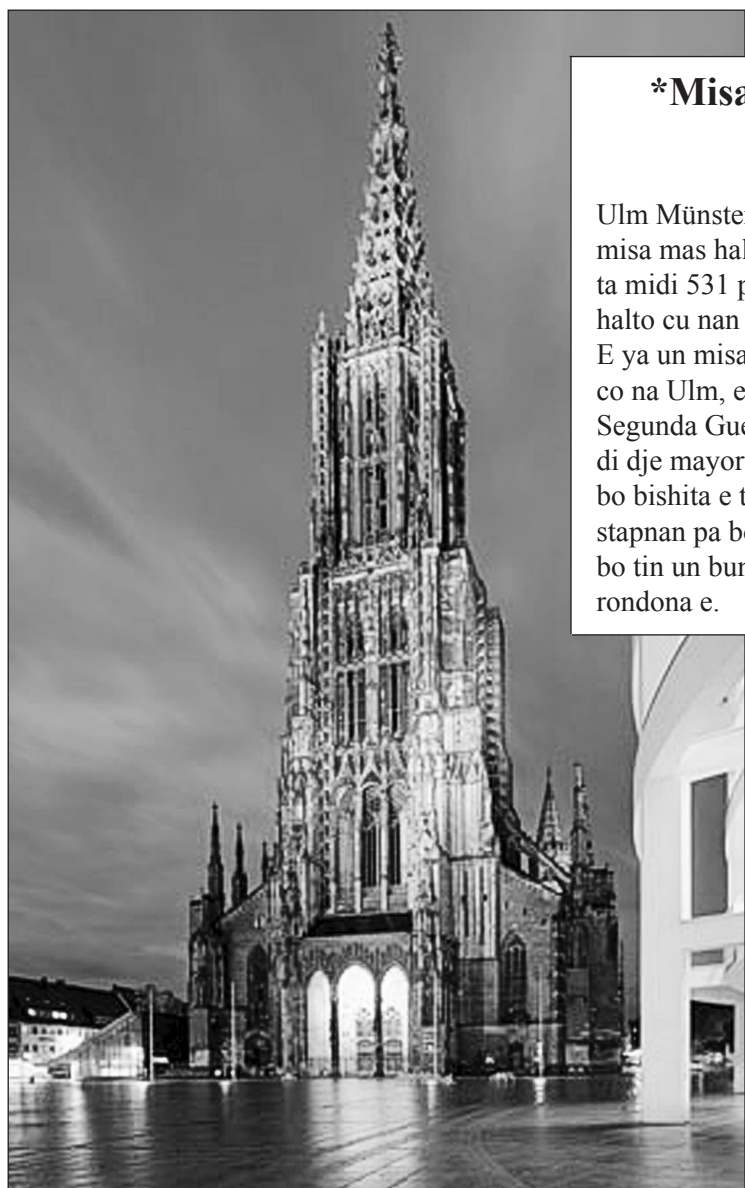 *Misa
Ulm Münster
misa mas hal
ta midi 531 p
halto cu nan
E ya un misa
co na Ulm, e
Segunda Gue
di dje mayor
bo bishita e t
stapnan pa bo
bo tin un bun
rondona e.